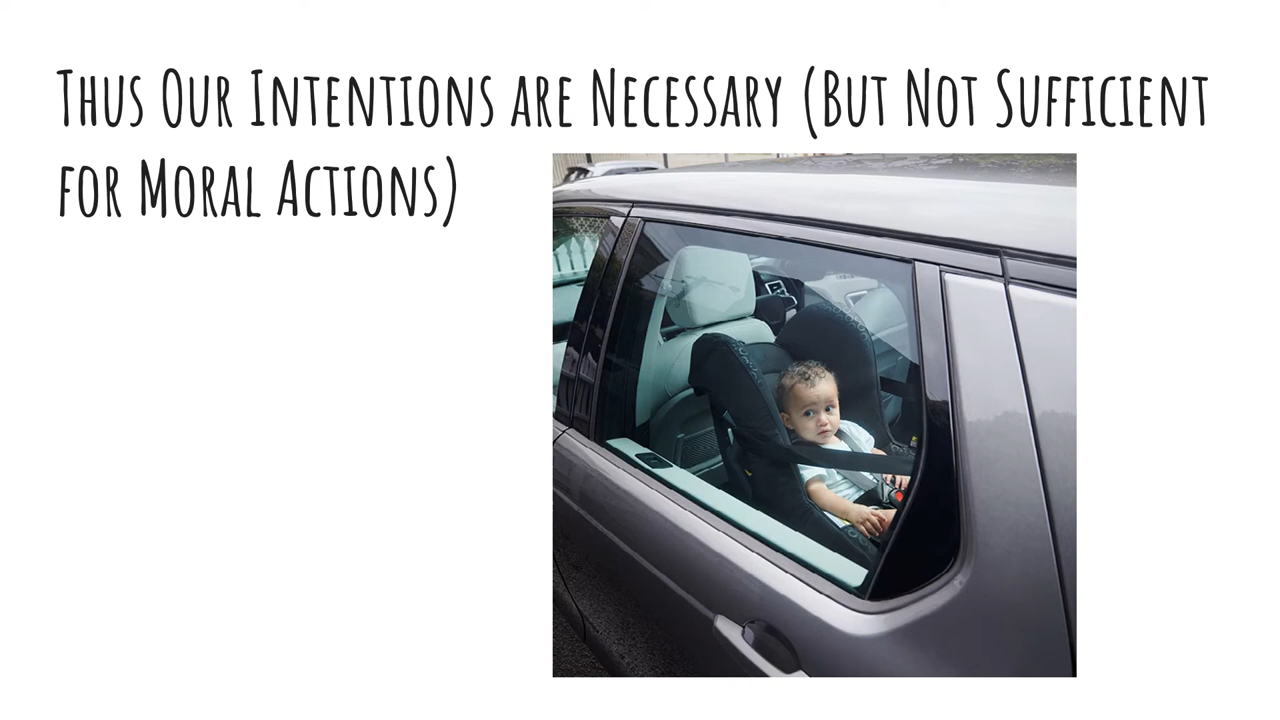 Thus Our Intentions are Necessary (But Not Sufficient
for Moral Actions)